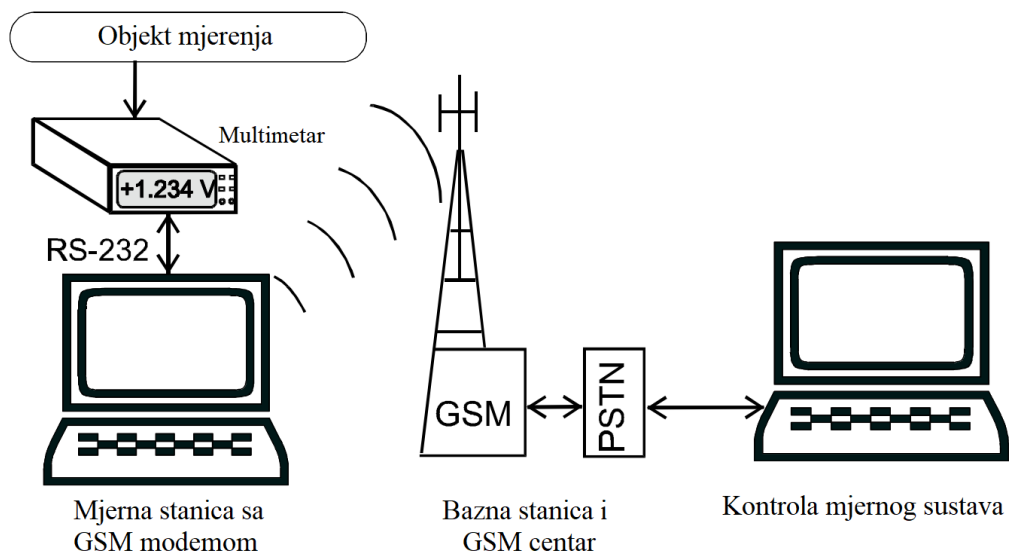 Objekt mjerenja
Multimetar
+1.234 V
RS-232
GSM
PSTN
Mjerna stanica sa
GSM modemom
Bazna stanica i
GSM centar
Kontrola mjernog sustava